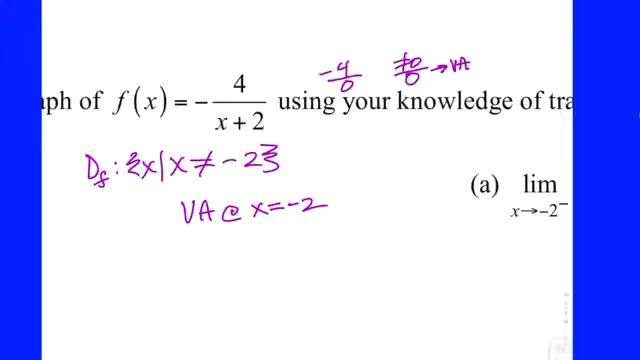 -4/0 ≠0/0 → VA
aph of f(x) = - 4/(x + 2) using your knowledge of tra
D_f : {x | x ≠ -2}
VA @ x = -2
(a) lim
x→-2⁻